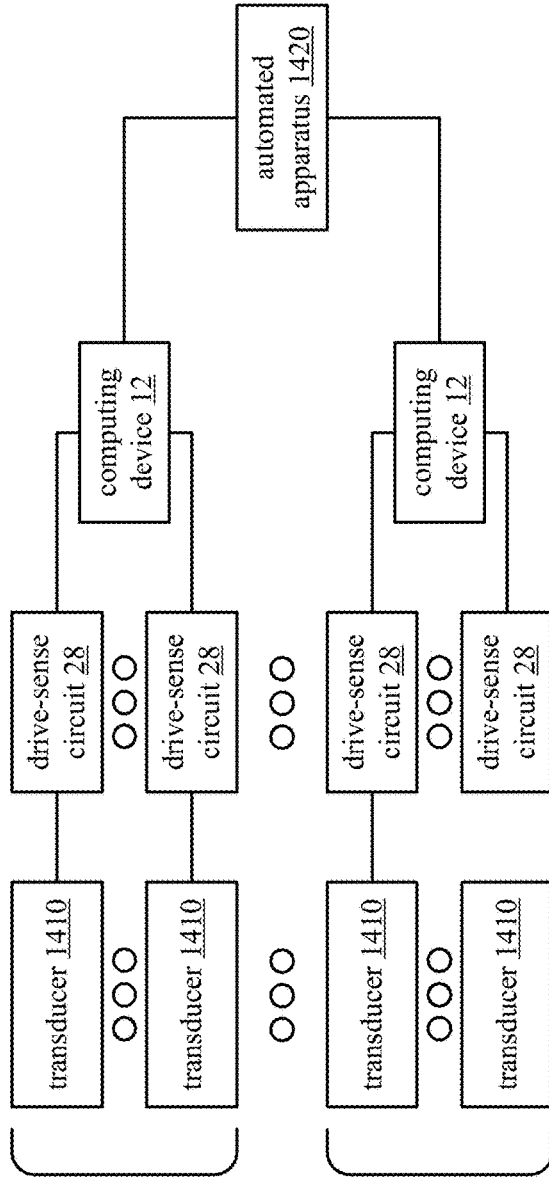 transducer 1410
drive-sense
circuit 28
transducer 1410
drive-sense
circuit 28
computing
device 12
transducer 1410
drive-sense
circuit 28
transducer 1410
drive-sense
circuit 28
computing
device 12
automated
apparatus 1420